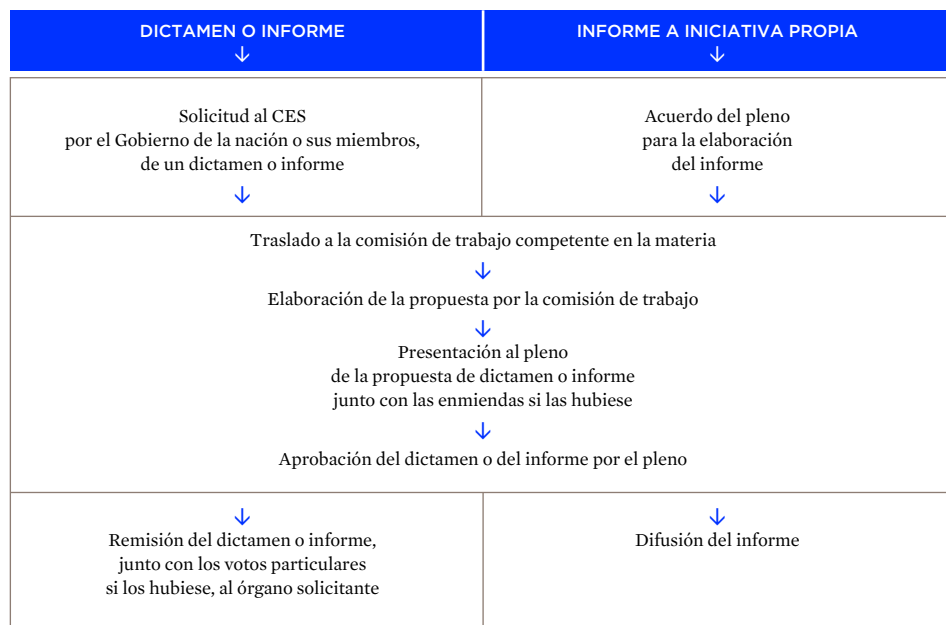 DICTAMEN O INFORME
↓
INFORME A INICIATIVA PROPIA
↓
Solicitud al CES
por el Gobierno de la nación o sus miembros,
de un dictamen o informe
↓
Acuerdo del pleno
para la elaboración
del informe
↓
Traslado a la comisión de trabajo competente en la materia
↓
Elaboración de la propuesta por la comisión de trabajo
↓
Presentación al pleno
de la propuesta de dictamen o informe
junto con las enmiendas si las hubiese
↓
Aprobación del dictamen o del informe por el pleno
↓
Remisión del dictamen o informe,
junto con los votos particulares
si los hubiese, al órgano solicitante
↓
Difusión del informe